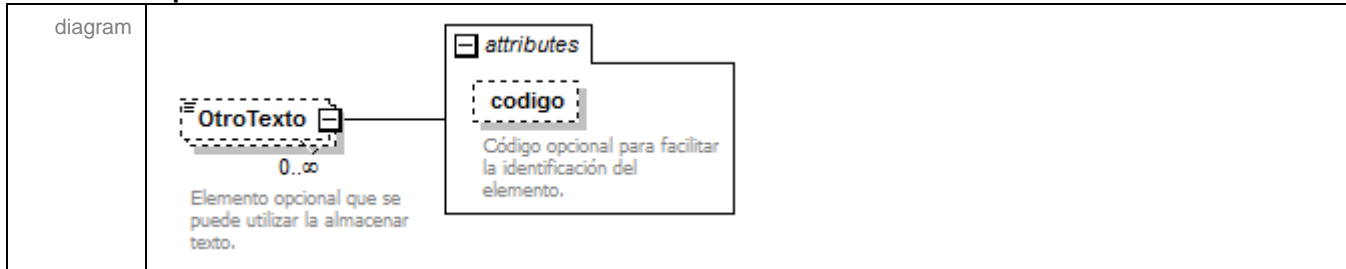 diagram
attributes
codigo
Código opcional para facilitar
la identificación del
elemento.
OtroTexto
0..∞
Elemento opcional que se
puede utilizar la almacenar
texto.